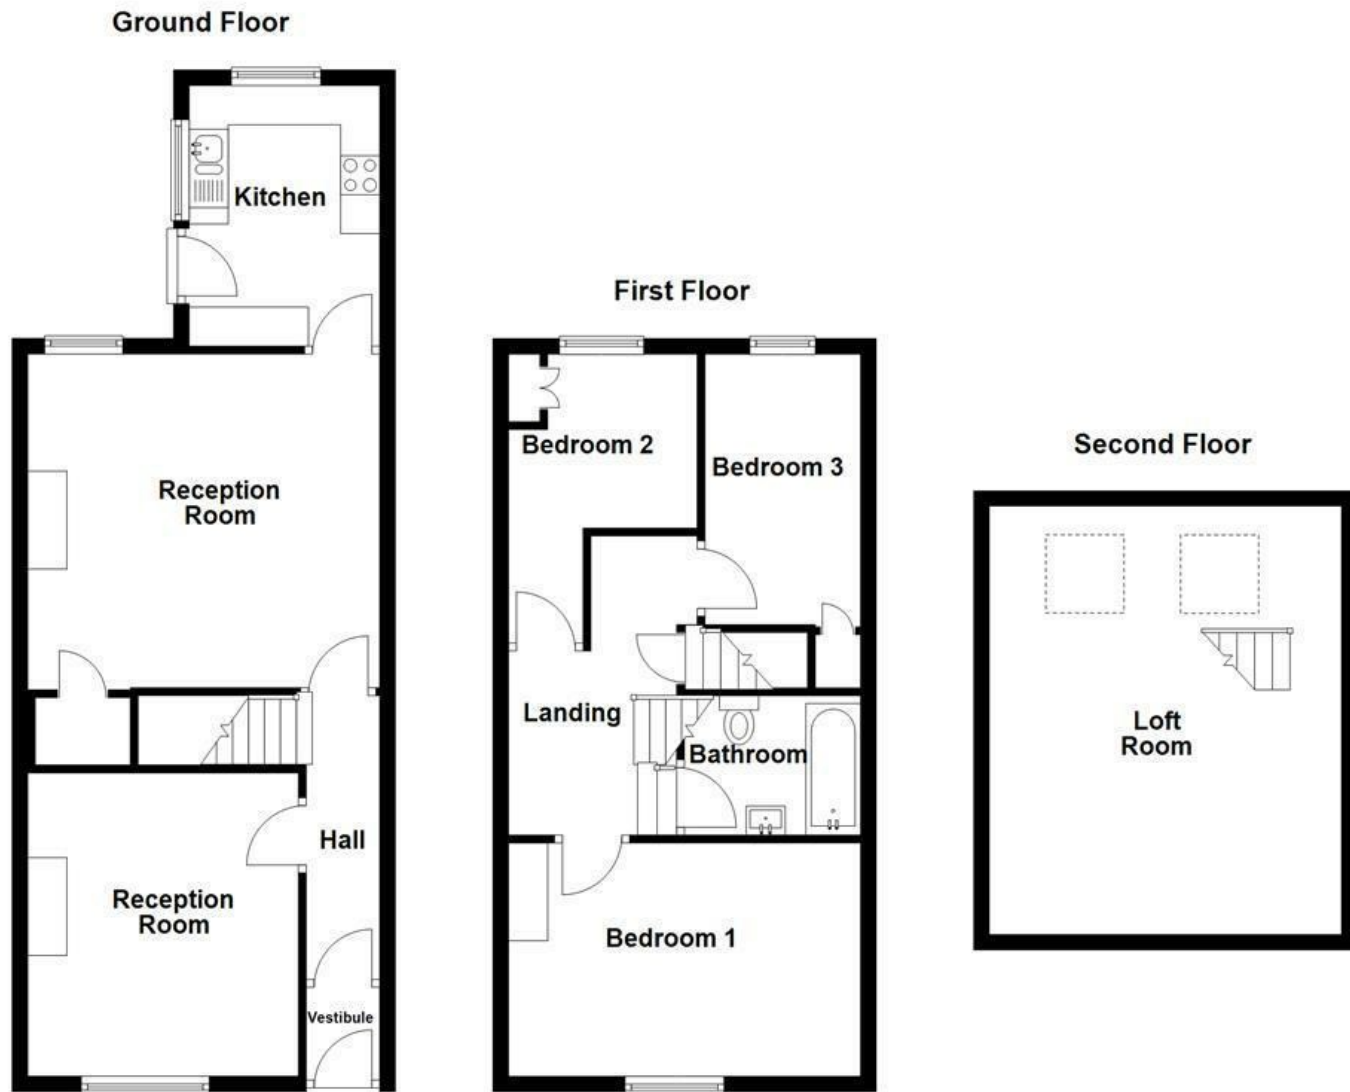 Ground Floor
Kitchen
Reception
Room
Hall
Reception
Room
Vestibule
First Floor
Bedroom 2
Bedroom 3
Landing
Bathroom
Bedroom 1
Second Floor
Loft
Room